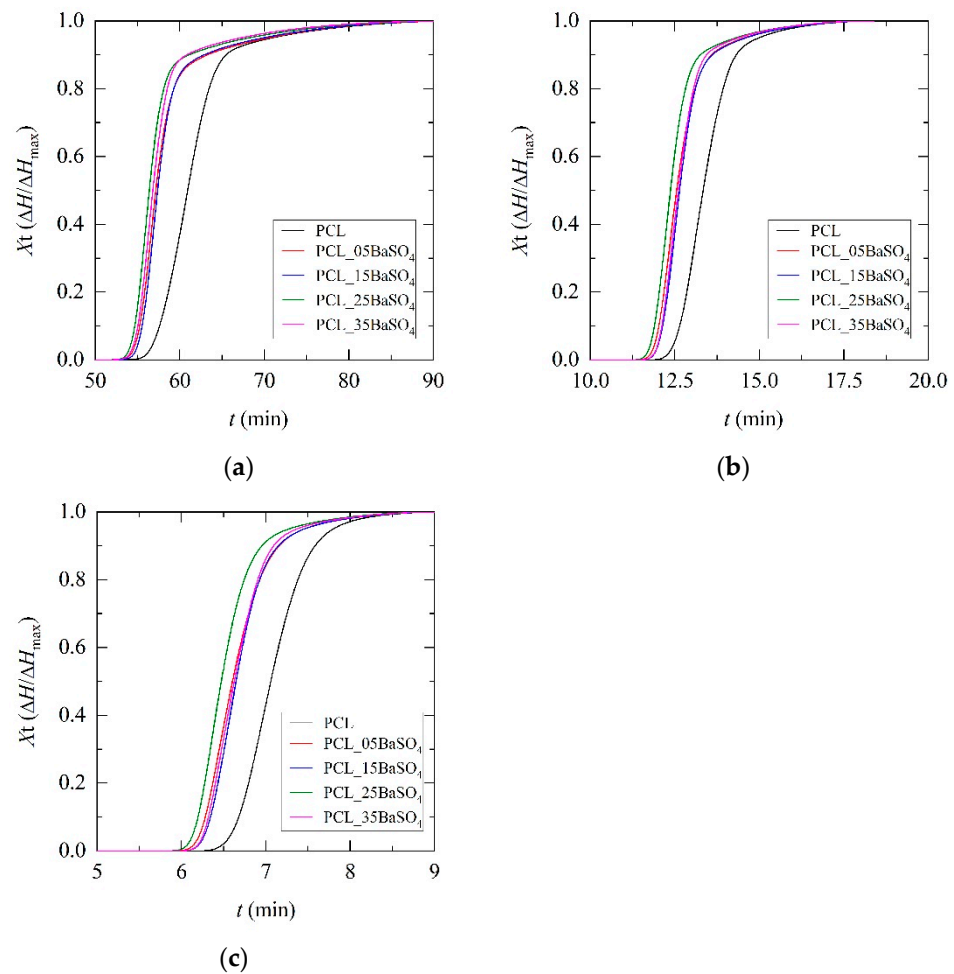 1.0
0.8
0.6
0.4
0.2
0.0
Xt (ΔH/ΔHmax)
PCL
PCL_05BaSO4
PCL_15BaSO4
PCL_25BaSO4
PCL_35BaSO4
50 60 70 80 90
t (min)
(a)
1.0
0.8
0.6
0.4
0.2
0.0
Xt (ΔH/ΔHmax)
PCL
PCL_05BaSO4
PCL_15BaSO4
PCL_25BaSO4
PCL_35BaSO4
10.0 12.5 15.0 17.5 20.0
t (min)
(b)
1.0
0.8
0.6
0.4
0.2
0.0
Xt (ΔH/ΔHmax)
PCL
PCL_05BaSO4
PCL_15BaSO4
PCL_25BaSO4
PCL_35BaSO4
5 6 7 8 9
t (min)
(c)